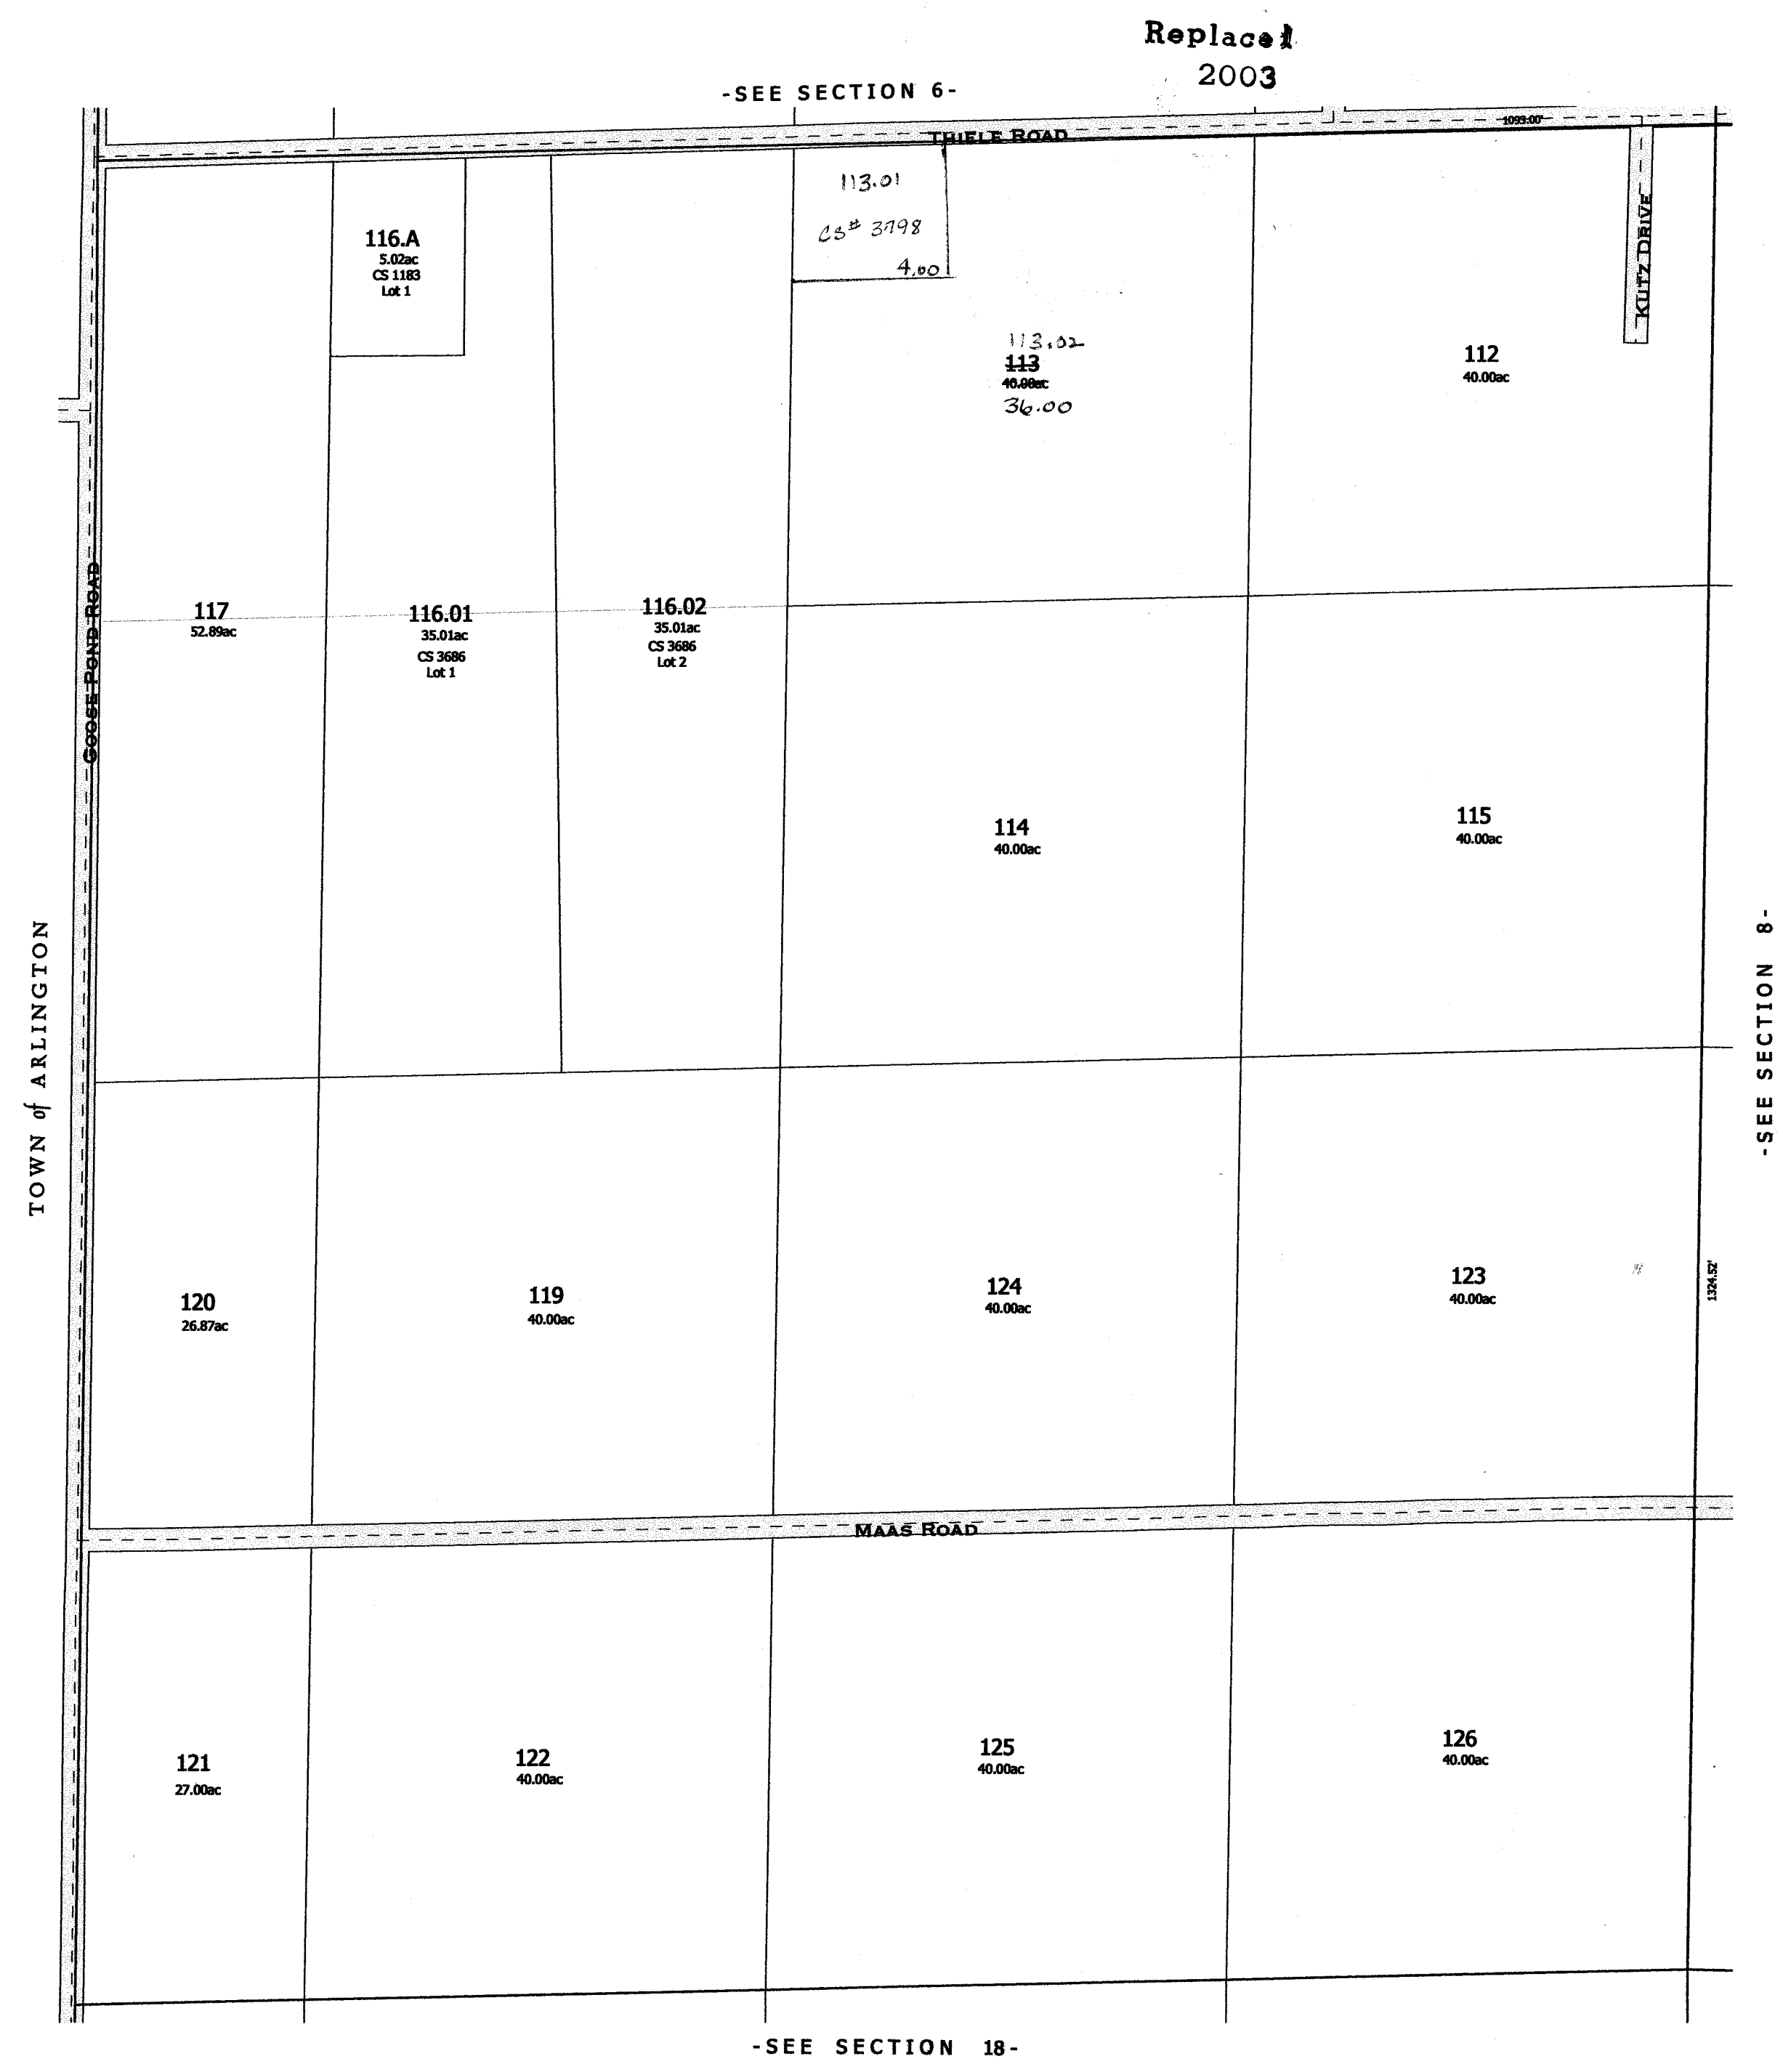 Replaced
2003
-SEE SECTION 6-
THIELE ROAD
1093.00'
113.01
CS# 3798
4.00
116.A
5.02ac
CS 1183
Lot 1
KUTZ DRIVE
113.02
113
40.00ac
36.00
112
40.00ac
GOOSE POND ROAD
117
52.89ac
116.01
35.01ac
CS 3686
Lot 1
116.02
35.01ac
CS 3686
Lot 2
114
40.00ac
115
40.00ac
TOWN of ARLINGTON
-SEE SECTION 8-
120
26.87ac
119
40.00ac
124
40.00ac
123
40.00ac
1324.52'
MAAS ROAD
121
27.00ac
122
40.00ac
125
40.00ac
126
40.00ac
-SEE SECTION 18-